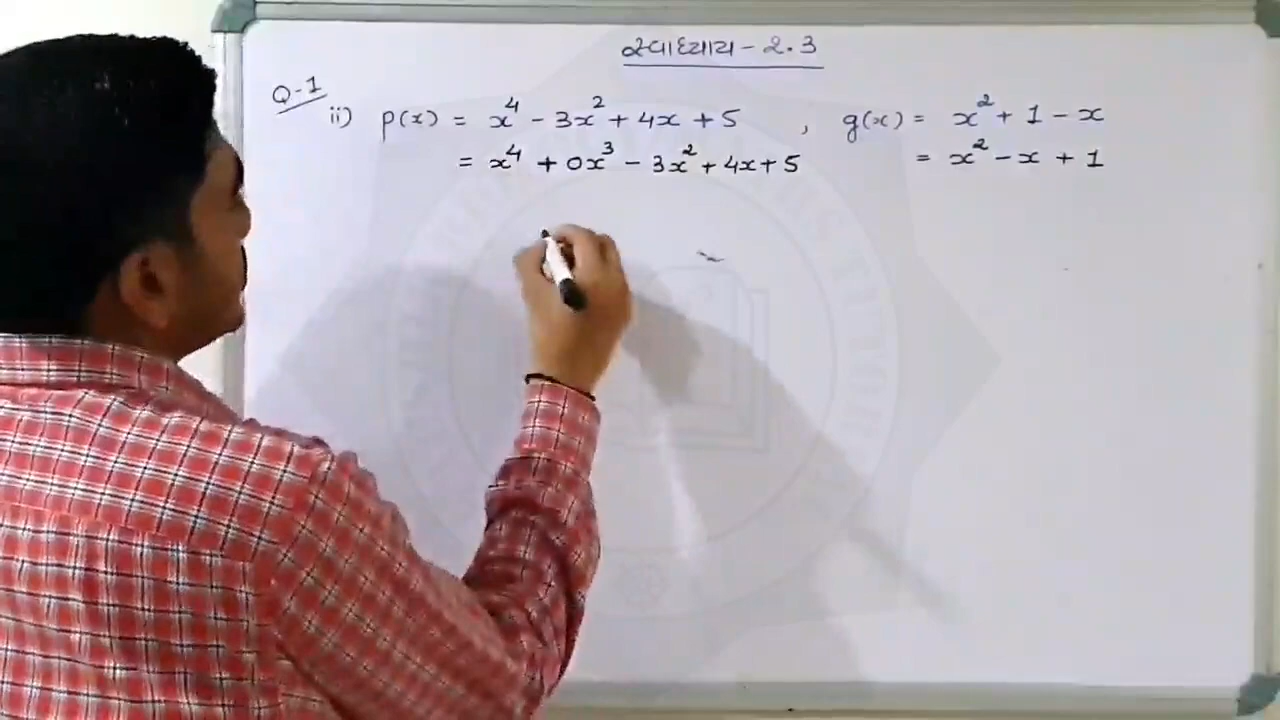 સ્વાધ્યાય - 2.3
Q-1
ii) p(x) = x⁴ - 3x² + 4x + 5 , g(x) = x² + 1 - x
= x⁴ + 0x³ - 3x² + 4x + 5 = x² - x + 1